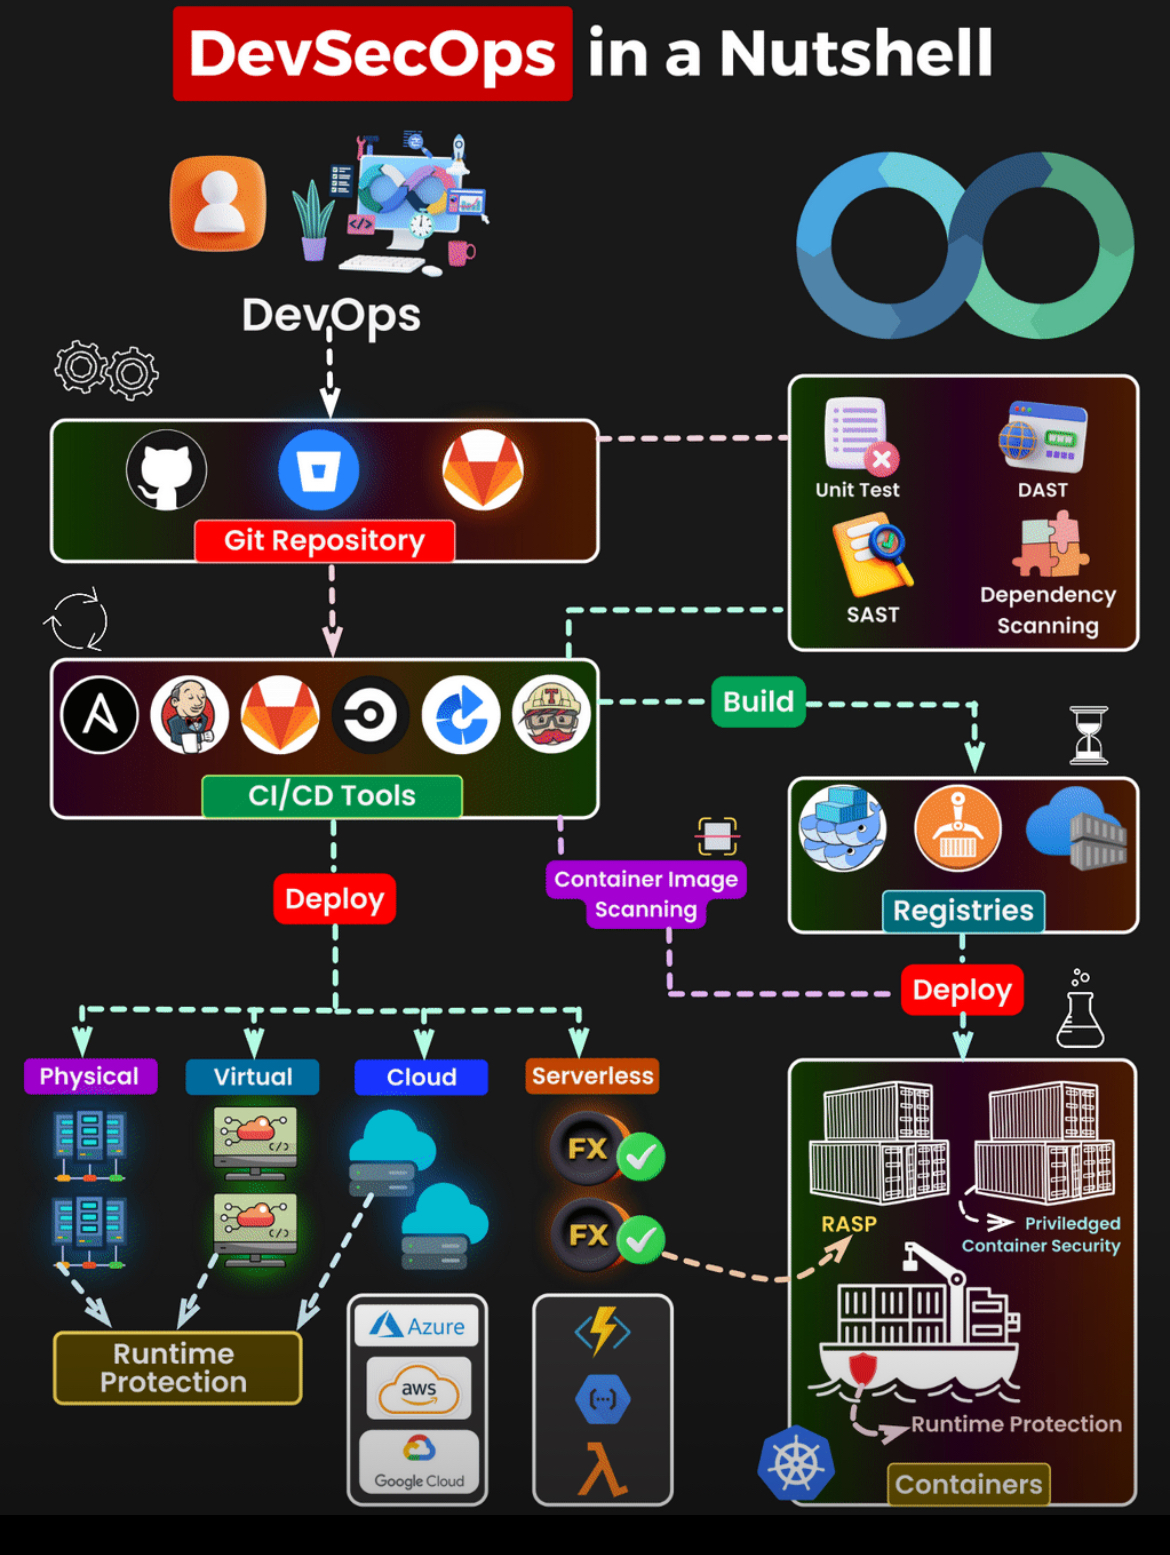 DevSecOps in a Nutshell
DevOps
Git Repository
Unit Test
DAST
SAST
Dependency
Scanning
CI/CD Tools
Build
Registries
Container Image
Scanning
Deploy
Deploy
Physical
Virtual
Cloud
Serverless
</>
</>
FX
FX
Runtime
Protection
Azure
aws
Google Cloud
RASP
Priviledged
Container Security
Runtime Protection
Containers